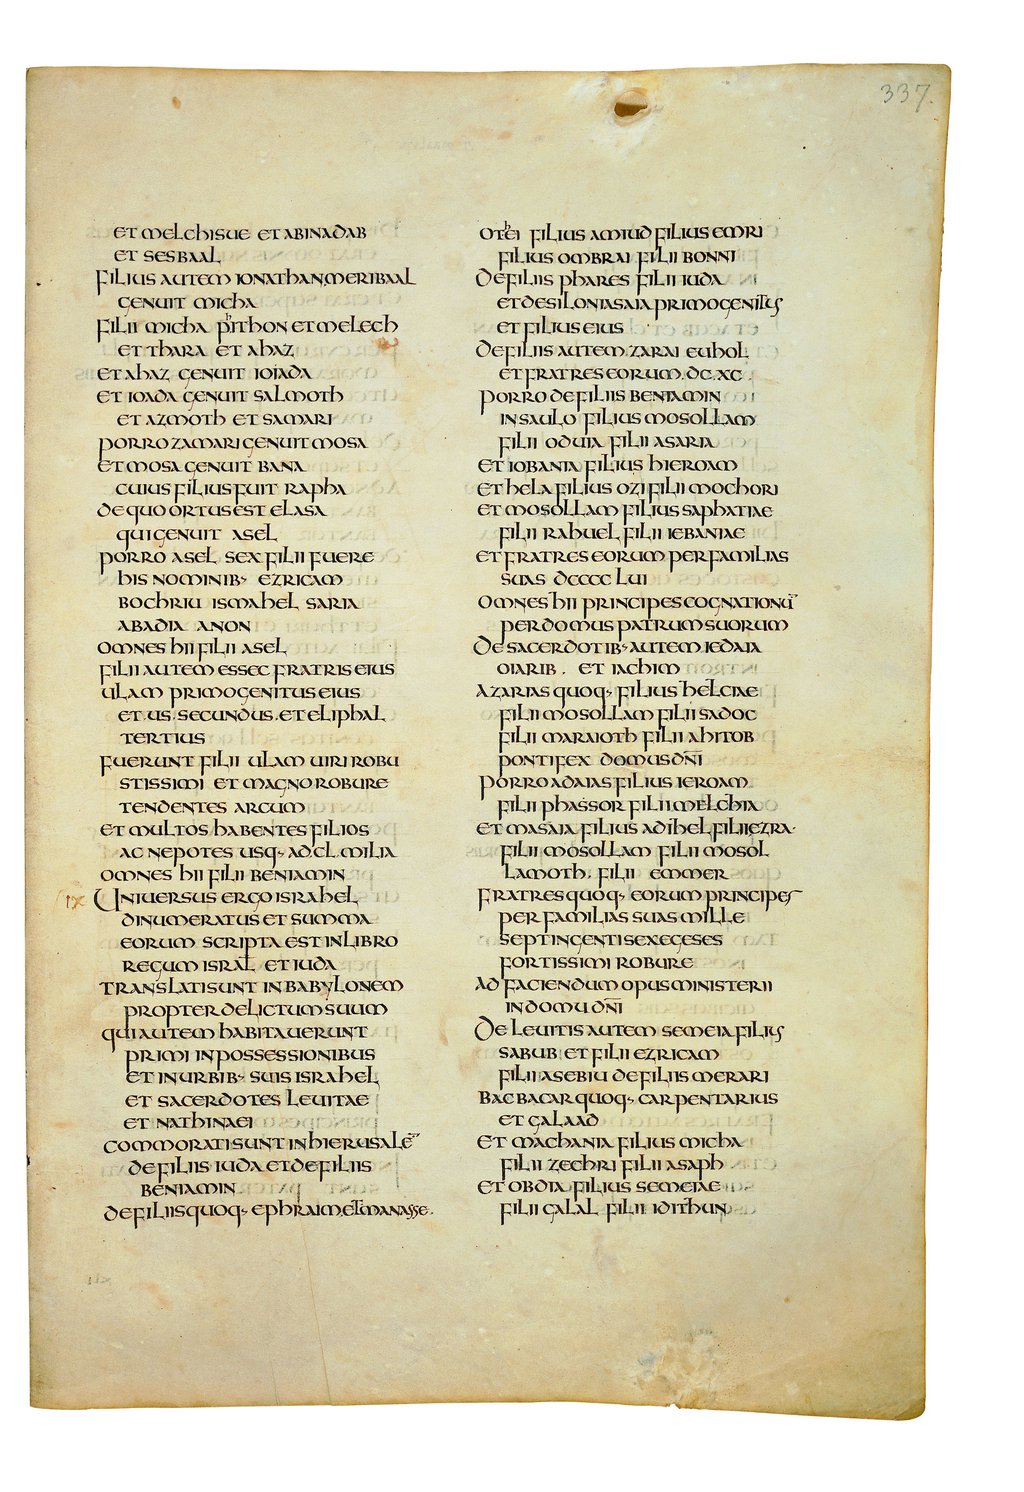 337.
ET MELCHISUE ET ABINADAB
ET SESBAAL
FILIUS AUTEM IONATHAN MERIBAAL
GENUIT MICHA
FILII MICHA PHITHON ET MELECH
ET THARA ET AHAZ
ET AHAZ GENUIT IOIADA
ET IOADA GENUIT SALMOTH
ET AZMOTH ET SAMARI
PORRO ZAMARI GENUIT MOSA
ET MOSA GENUIT BANA
CUIUS FILIUS FUIT RAPHA
DE QUO ORTUS EST ELASA
QUI GENUIT ASEL
PORRO ASEL SEX FILII FUERE
HIS NOMINIB· EZRICAM
BOCHRIU ISMAHEL SARIA
ABADIA ANON
OMNES HII FILII ASEL
FILII AUTEM ESSEC FRATRIS EIUS
ULAM PRIMOGENITUS EIUS
ET·US·SECUNDUS·ET ELIPHAL
TERTIUS
FUERUNT FILII ULAM UIRI ROBU
STISSIMI ET MAGNO ROBURE
TENDENTES ARCUM
ET MULTOS HABENTES FILIOS
AC NEPOTES USQ· AD·CL·MILIA
OMNES HII FILII BENIAMIN
IX UNIUERSUS ERGO ISRAHEL
DINUMERATUS ET SUMMA
EORUM SCRIPTA EST IN LIBRO
REGUM ISRAL ET IUDA
TRANSLATI SUNT IN BABYLONEM
PROPTER DELICTUM SUUM
QUI AUTEM HABITAUERUNT
PRIMI IN POSSESSIONIBUS
ET IN URBIB· SUIS ISRAHEL
ET SACERDOTES LEUITAE
ET NATHINAEI
COMMORATI SUNT IN HIERUSALĒ
DE FILIIS IUDA ET DE FILIIS
BENIAMIN
DE FILIIS QUOQ· EPHRAIM ET MANASSE·
OTHEI FILIUS AMIUD FILIUS EMRI
FILIUS OMBRAI FILII BONNI
DE FILIIS PHARES FILII IUDA
ET DE SILONI ASAIA PRIMOGENITUS
ET FILIUS EIUS
DE FILIIS AUTEM ZARAI EUHOL
ET FRATRES EORUM·DC·XC·
PORRO DE FILIIS BENIAMIN
IN SAULO FILIUS MOSOLLAM
FILII ODUIA FILII ASARIA
ET IOBANIA FILIUS HIEROAM
ET HELA FILIUS OZI FILII MOCHORI
ET MOSOLLAM FILIUS SAPHATIAE
FILII RAHUEL FILII IEBANIAE
ET FRATRES EORUM PER FAMILIAS
SUAS DCCCC LUI
OMNES HII PRINCIPES COGNATIONŪ
PER DOMUS PATRUM SUORUM
DE SACERDOTIB· AUTEM IEDAIA
OIARIB· ET IACHIM
AZARIAS QUOQ· FILIUS HELCIAE
FILII MOSOLLAM FILII SADOC
FILII MARAIOTH FILII AHITOB
PONTIFEX DOMUS DN̄I
PORRO ADAIAS FILIUS IEROAM
FILII PHASSOR FILII MELCHIA
ET MASAIA FILIUS ADIHEL FILII EZRA·
FILII MOSOLLAM FILII MOSOL
LAMOTH· FILII EMMER
FRATRES QUOQ· EORUM PRINCIPES
PER FAMILIAS SUAS MILLE
SEPTINGENTI SEXEGESES
FORTISSIMI ROBURE
AD FACIENDUM OPUS MINISTERII
IN DOMU DN̄I
DE LEUITIS AUTEM SEMEIA FILIUS
SABUB ET FILII EZRICAM
FILII ASEBIU DE FILIIS MERARI
BACBACAR QUOQ· CARPENTARIUS
ET GALAAD
ET MACHANIA FILIUS MICHA
FILII ZECHRI FILII ASAPH
ET OBDIA FILIUS SEMEIAE
FILII GALAL FILII IDITHUN